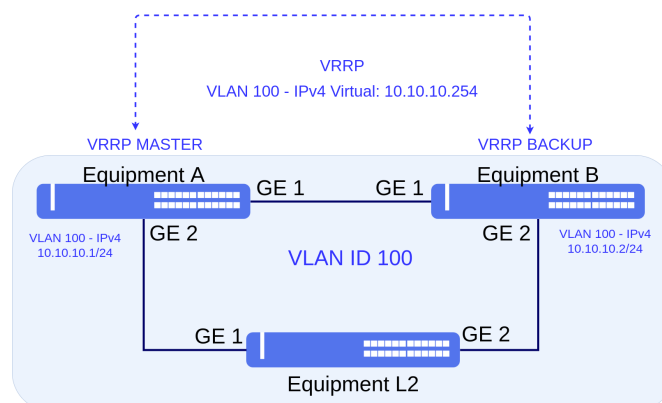 VRRP
VLAN 100 - IPv4 Virtual: 10.10.10.254
VRRP MASTER
VRRP BACKUP
Equipment A
Equipment B
GE 1
GE 1
GE 2
GE 2
VLAN 100 - IPv4
10.10.10.1/24
VLAN 100 - IPv4
10.10.10.2/24
VLAN ID 100
GE 1
GE 2
Equipment L2